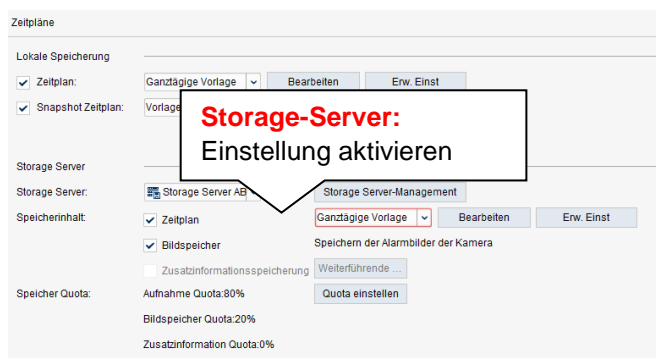 Zeitpläne
Lokale Speicherung
Zeitplan: Ganztägige Vorlage Bearbeiten Erw. Einst
Snapshot Zeitplan: Vorlage
Storage-Server:
Einstellung aktivieren
Storage Server
Storage Server: Storage Server AB Storage Server-Management
Speicherinhalt: Zeitplan Ganztägige Vorlage Bearbeiten Erw. Einst
Bildspeicher Speichern der Alarmbilder der Kamera
Zusatzinformationsspeicherung Weiterführende ...
Speicher Quota: Aufnahme Quota:80% Quota einstellen
Bildspeicher Quota:20%
Zusatzinformation Quota:0%